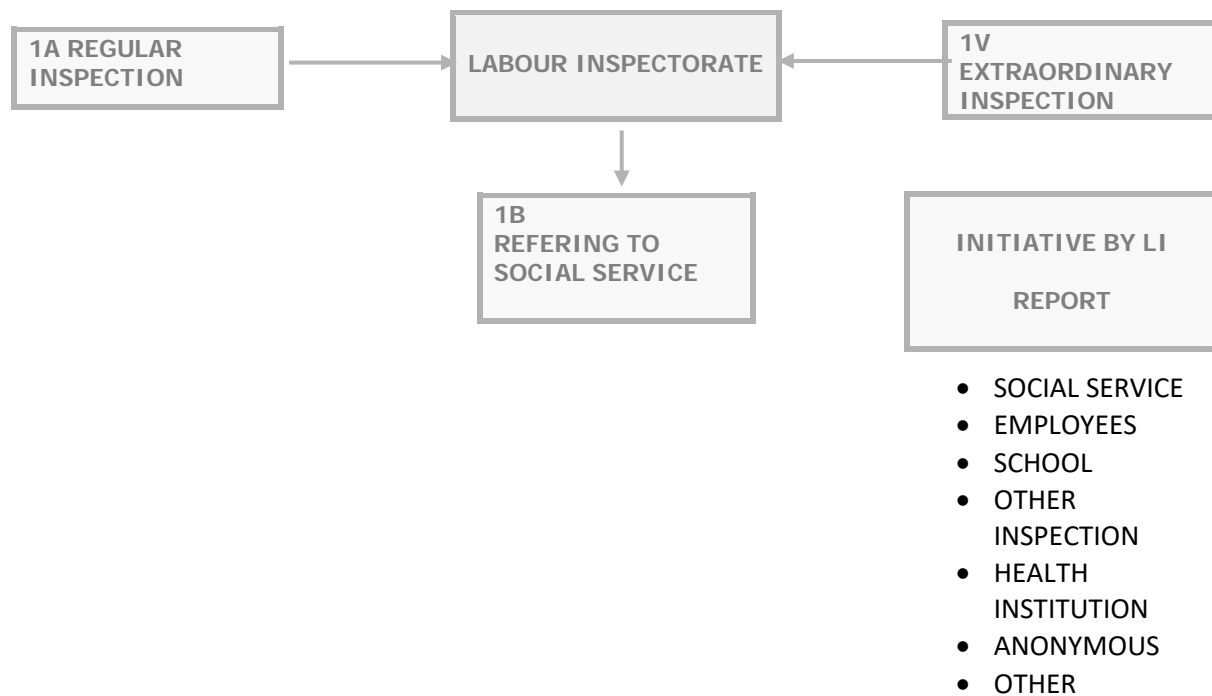 1A REGULAR
INSPECTION
LABOUR INSPECTORATE
1V
EXTRAORDINARY
INSPECTION
1B
REFERING TO
SOCIAL SERVICE
INITIATIVE BY LI
REPORT
• SOCIAL SERVICE
• EMPLOYEES
• SCHOOL
• OTHER
INSPECTION
• HEALTH
INSTITUTION
• ANONYMOUS
• OTHER